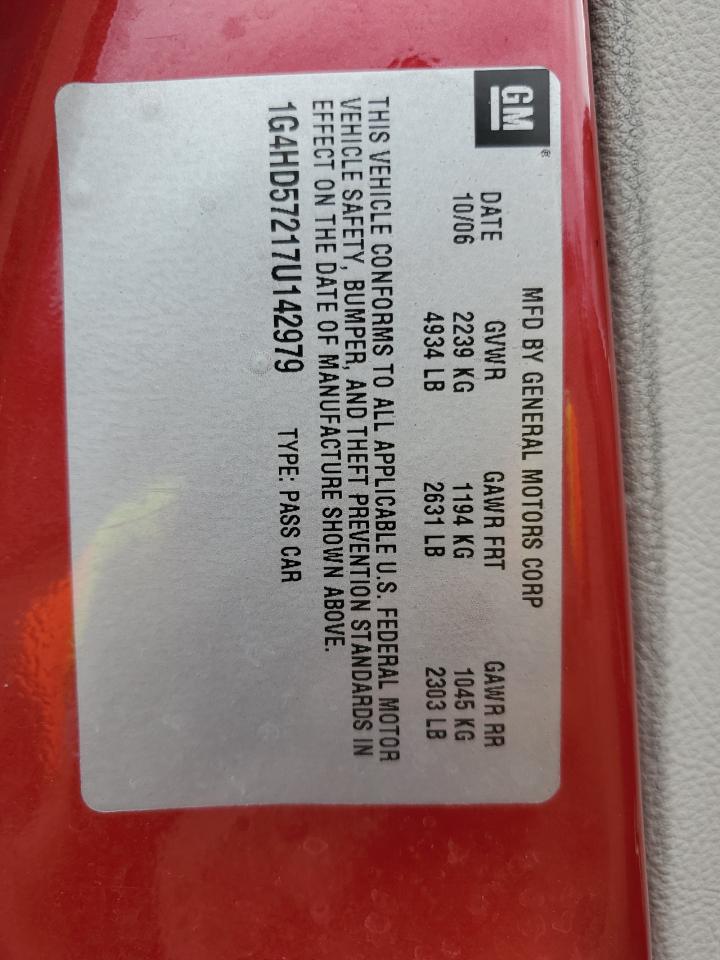 GM®
MFD BY GENERAL MOTORS CORP
DATE GVWR GAWR FRT GAWR RR
10/06 2239 KG 1194 KG 1045 KG
4934 LB 2631 LB 2303 LB
THIS VEHICLE CONFORMS TO ALL APPLICABLE U.S. FEDERAL MOTOR
VEHICLE SAFETY, BUMPER, AND THEFT PREVENTION STANDARDS IN
EFFECT ON THE DATE OF MANUFACTURE SHOWN ABOVE.
1G4HD57217U142979 TYPE: PASS CAR